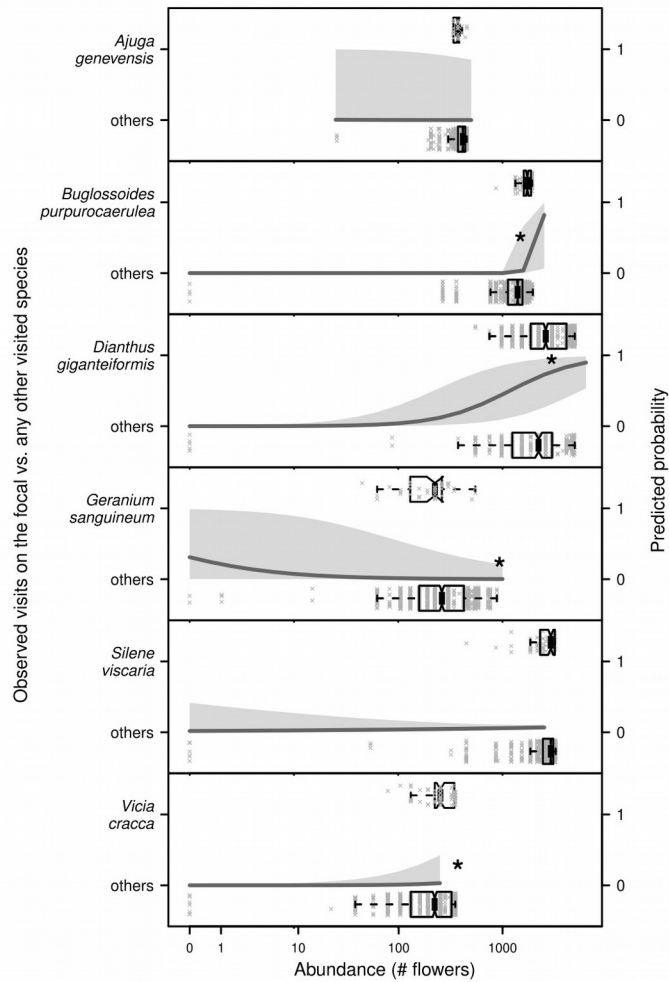 Observed visits on the focal vs. any other visited species
Ajuga
genevensis
others
1
0
Buglossoides
purpurocaerulea
others
*
1
0
Dianthus
giganteiformis
others
*
1
0
Geranium
sanguineum
others
*
1
0
Silene
viscaria
others
1
0
Vicia
cracca
others
*
1
0
Predicted probability
0 1 10 100 1000
Abundance (# flowers)